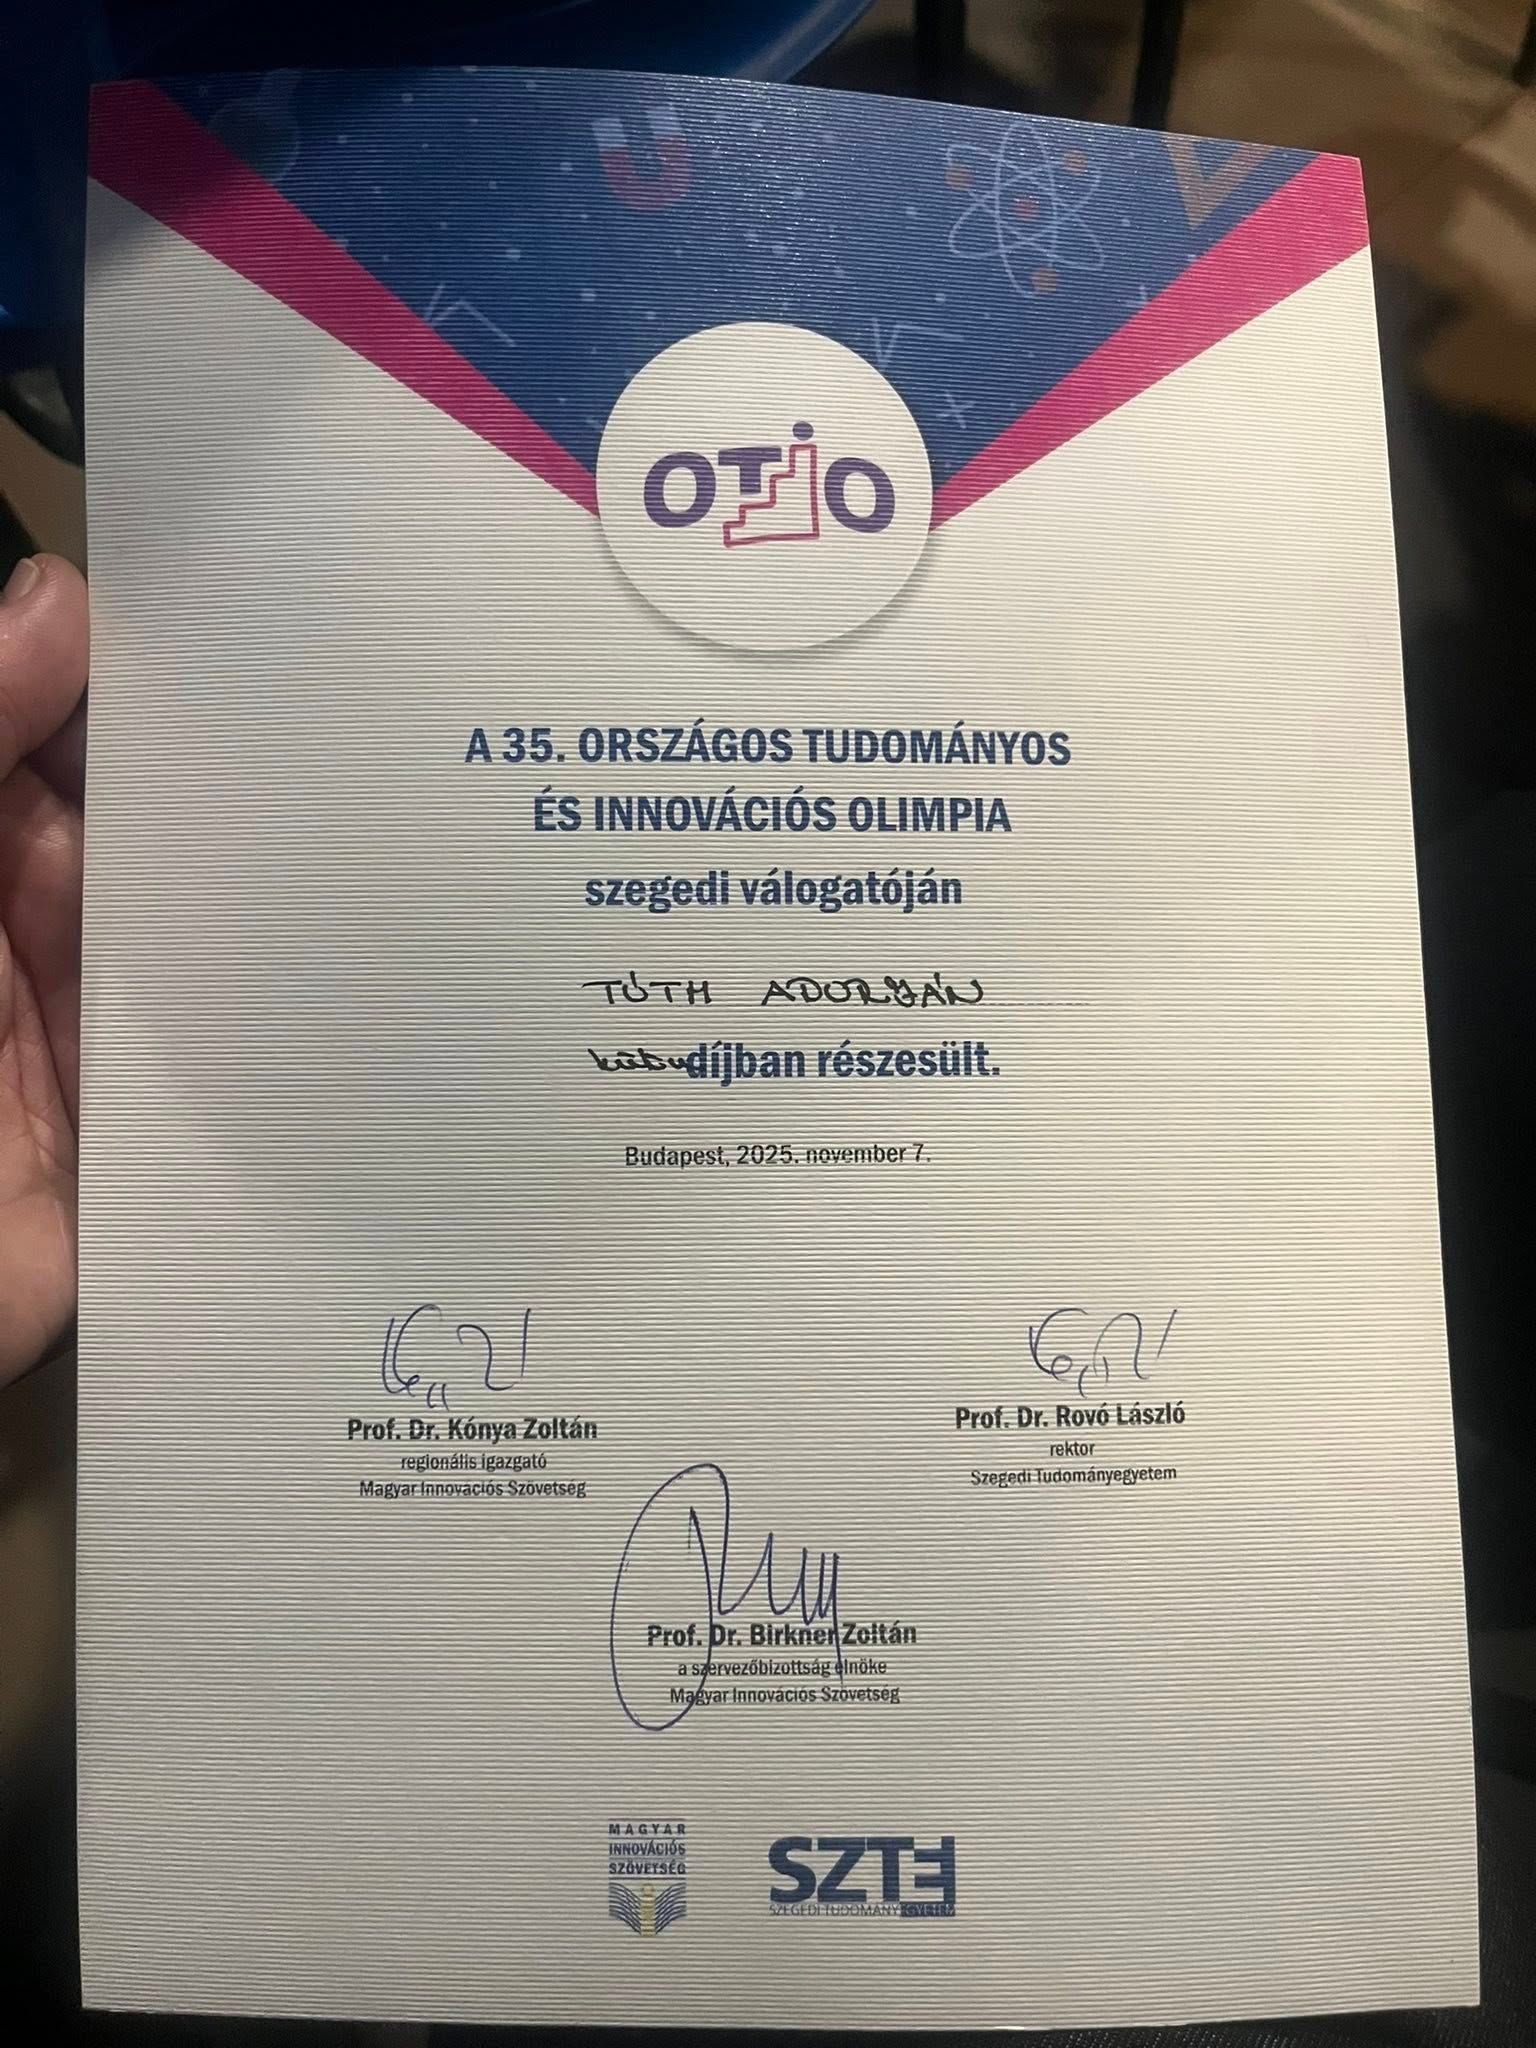 OTIO
A 35. ORSZÁGOS TUDOMÁNYOS
ÉS INNOVÁCIÓS OLIMPIA
szegedi válogatóján
TÓTH ADORJÁN
díjban részesült.
Budapest, 2025. november 7.
Prof. Dr. Kónya Zoltán
regionális igazgató
Magyar Innovációs Szövetség
Prof. Dr. Rovó László
rektor
Szegedi Tudományegyetem
Prof. Dr. Birkner Zoltán
a szervezőbizottság elnöke
Magyar Innovációs Szövetség
MAGYAR
INNOVÁCIÓS
SZÖVETSÉG
SZTE
SZEGEDI TUDOMÁNYEGYETEM